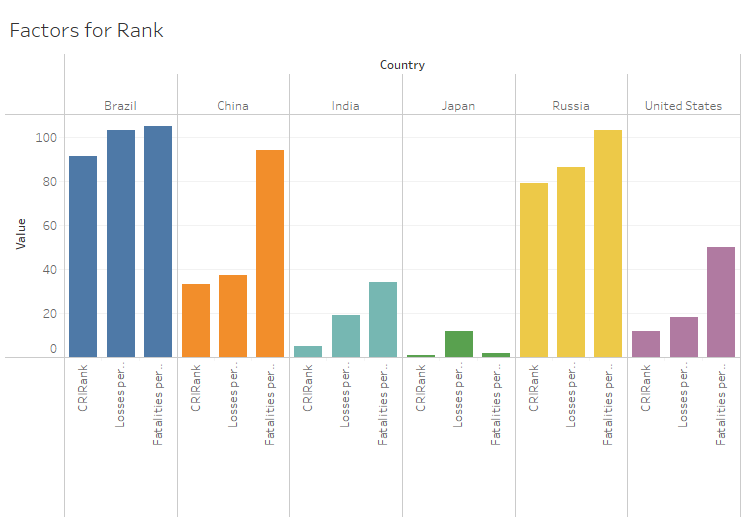 Factors for Rank
Country
Brazil China India Japan Russia United States
100
80
60
40
20
0
Value
CRIRank Losses per.. Fatalities per.. CRIRank Losses per.. Fatalities per.. CRIRank Losses per.. Fatalities per.. CRIRank Losses per.. Fatalities per.. CRIRank Losses per.. Fatalities per.. CRIRank Losses per.. Fatalities per..